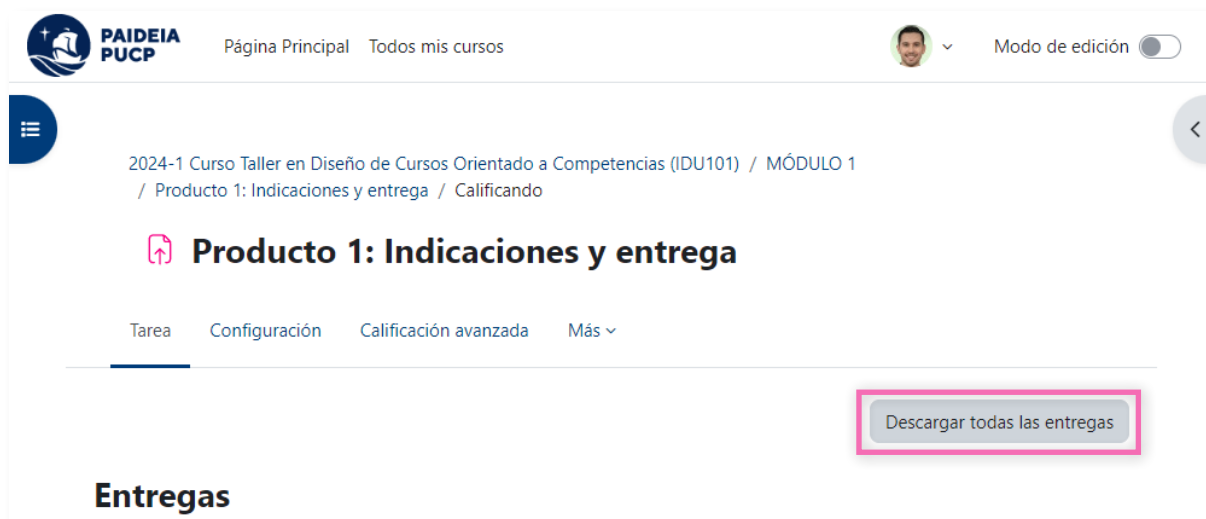 PAIDEIA
PUCP
Página Principal Todos mis cursos
Modo de edición
2024-1 Curso Taller en Diseño de Cursos Orientado a Competencias (IDU101) / MÓDULO 1
/ Producto 1: Indicaciones y entrega / Calificando
Producto 1: Indicaciones y entrega
Tarea Configuración Calificación avanzada Más
Descargar todas las entregas
Entregas